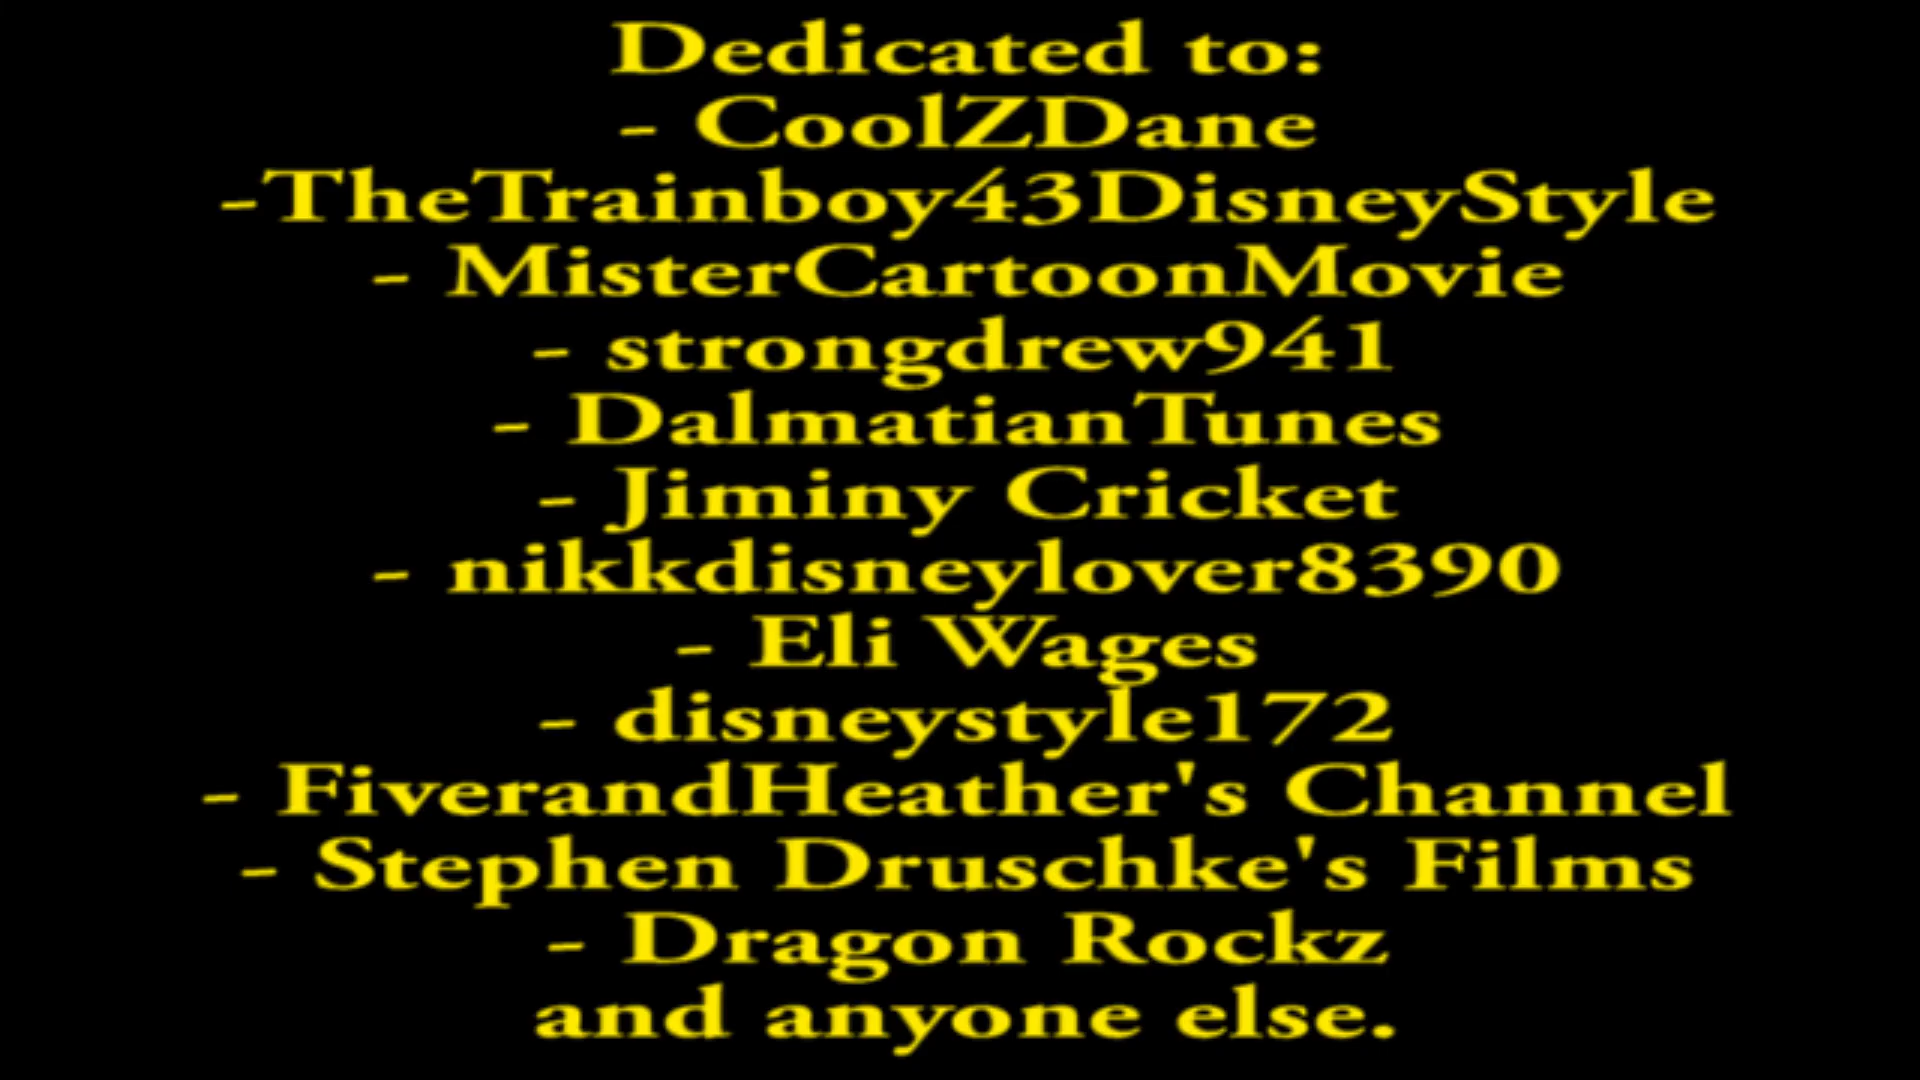 Dedicated to:
- CoolZDane
-TheTrainboy43DisneyStyle
- MisterCartoonMovie
- strongdrew941
- DalmatianTunes
- Jiminy Cricket
- nikkdisneylover8390
- Eli Wages
- disneystyle172
- FiverandHeather's Channel
- Stephen Druschke's Films
- Dragon Rockz
and anyone else.